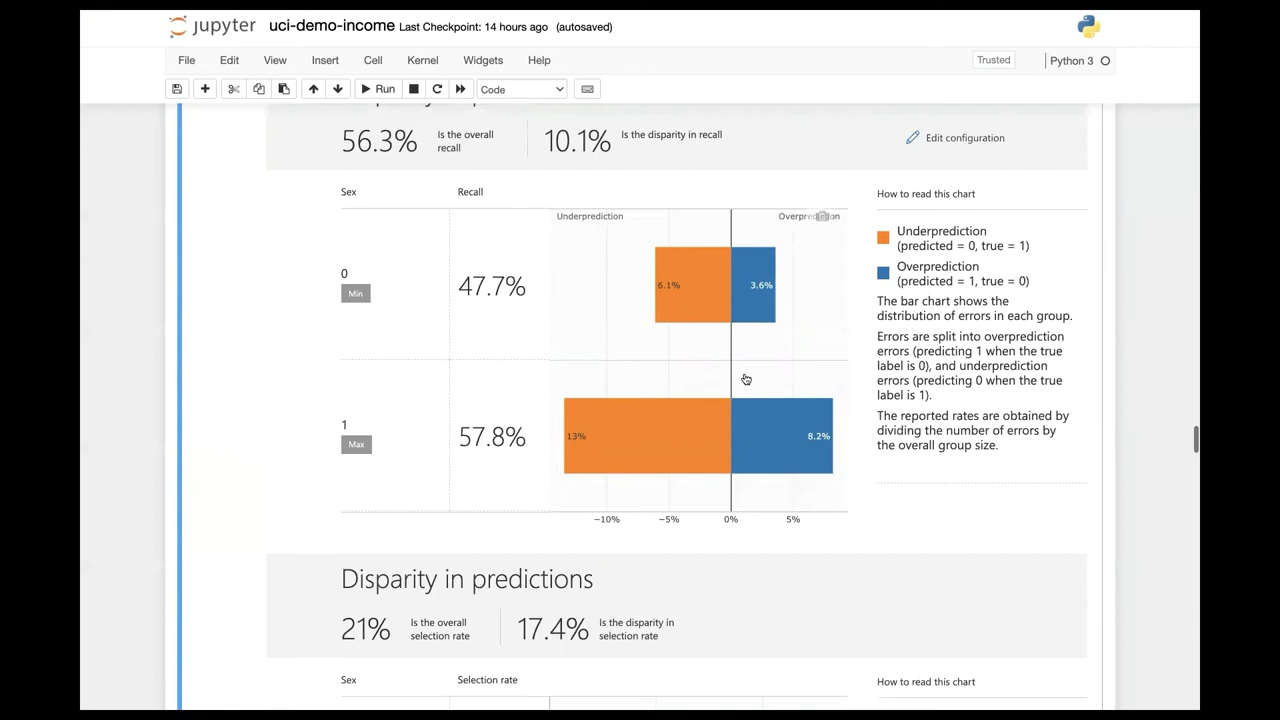 jupyter uci-demo-income Last Checkpoint: 14 hours ago (autosaved)
File Edit View Insert Cell Kernel Widgets Help Trusted Python 3
Run Code
56.3% Is the overall recall
10.1% Is the disparity in recall
Edit configuration
Sex Recall
Underprediction
0
Min
47.7%
6.1% 3.6%
1
Max
57.8%
13% 8.2%
−10% −5% 0% 5%
How to read this chart
Underprediction
(predicted = 0, true = 1)
Overprediction
(predicted = 1, true = 0)
The bar chart shows the
distribution of errors in each group.
Errors are split into overprediction
errors (predicting 1 when the true
label is 0), and underprediction
errors (predicting 0 when the true
label is 1).
The reported rates are obtained by
dividing the number of errors by
the overall group size.
Disparity in predictions
21% Is the overall selection rate
17.4% Is the disparity in selection rate
Sex Selection rate
How to read this chart